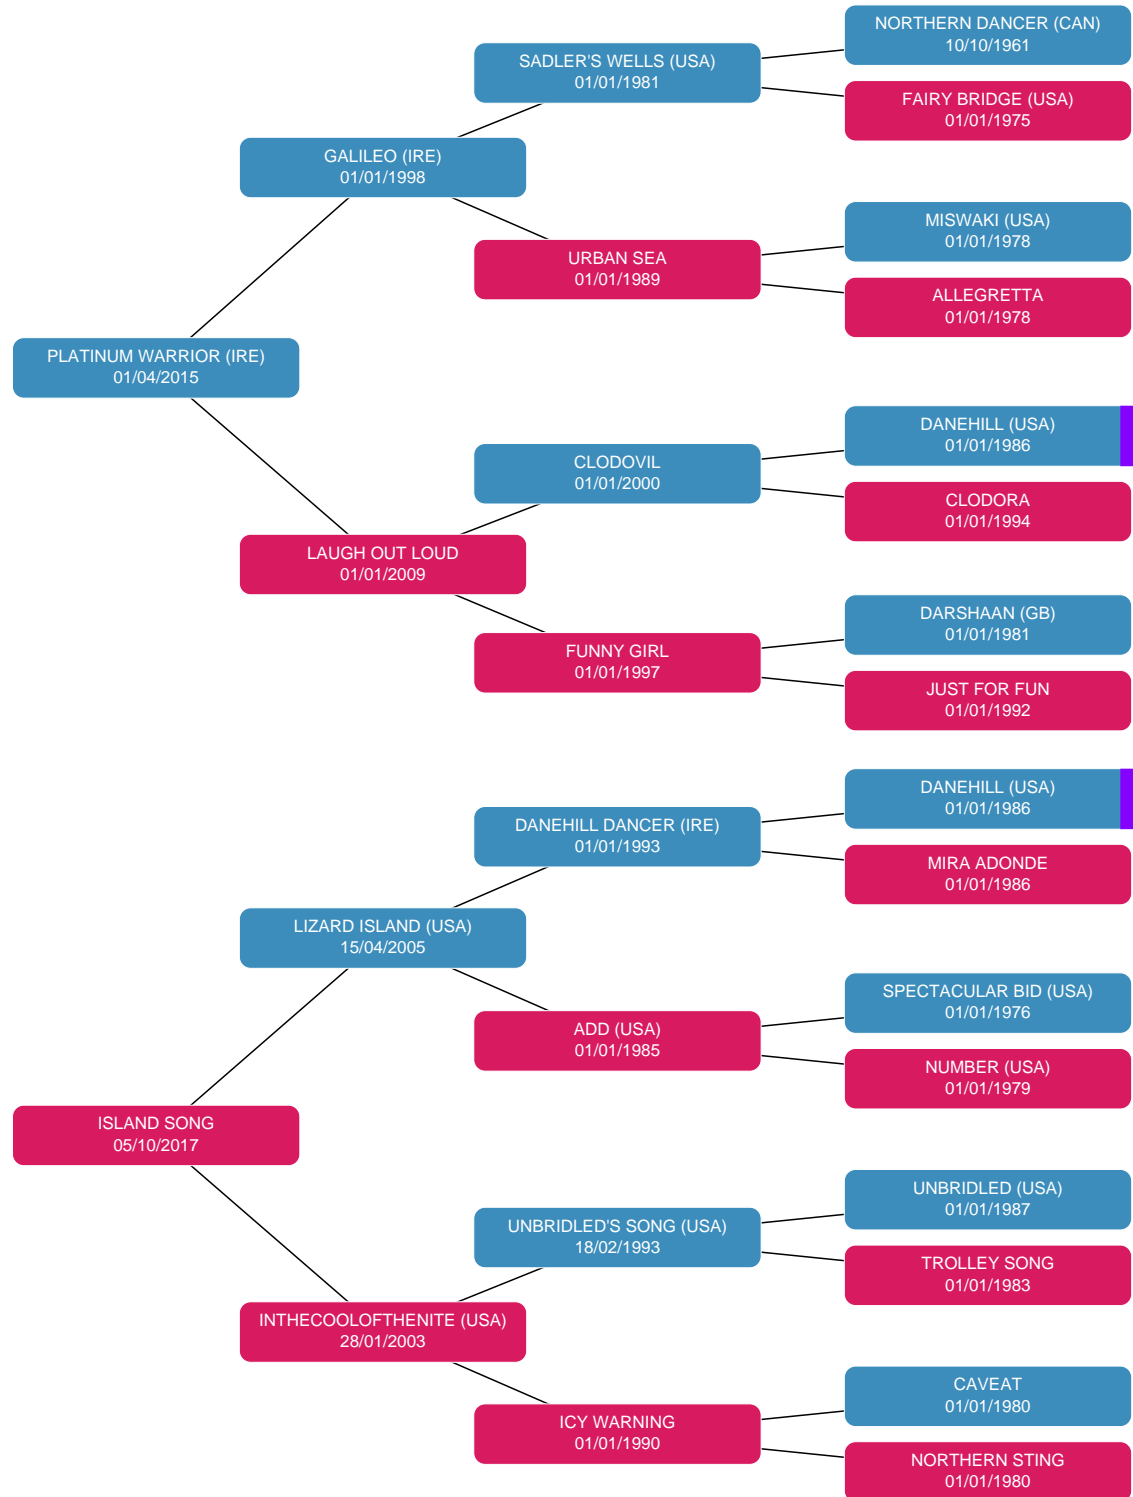 NORTHERN DANCER (CAN)
10/10/1961
SADLER'S WELLS (USA)
01/01/1981
FAIRY BRIDGE (USA)
01/01/1975
GALILEO (IRE)
01/01/1998
MISWAKI (USA)
01/01/1978
URBAN SEA
01/01/1989
ALLEGRETTA
01/01/1978
PLATINUM WARRIOR (IRE)
01/04/2015
DANEHILL (USA)
01/01/1986
CLODOVIL
01/01/2000
CLODORA
01/01/1994
LAUGH OUT LOUD
01/01/2009
DARSHAAN (GB)
01/01/1981
FUNNY GIRL
01/01/1997
JUST FOR FUN
01/01/1992
DANEHILL (USA)
01/01/1986
DANEHILL DANCER (IRE)
01/01/1993
MIRA ADONDE
01/01/1986
LIZARD ISLAND (USA)
15/04/2005
SPECTACULAR BID (USA)
01/01/1976
ADD (USA)
01/01/1985
NUMBER (USA)
01/01/1979
ISLAND SONG
05/10/2017
UNBRIDLED (USA)
01/01/1987
UNBRIDLED'S SONG (USA)
18/02/1993
TROLLEY SONG
01/01/1983
INTHECOOLOFTHENITE (USA)
28/01/2003
CAVEAT
01/01/1980
ICY WARNING
01/01/1990
NORTHERN STING
01/01/1980